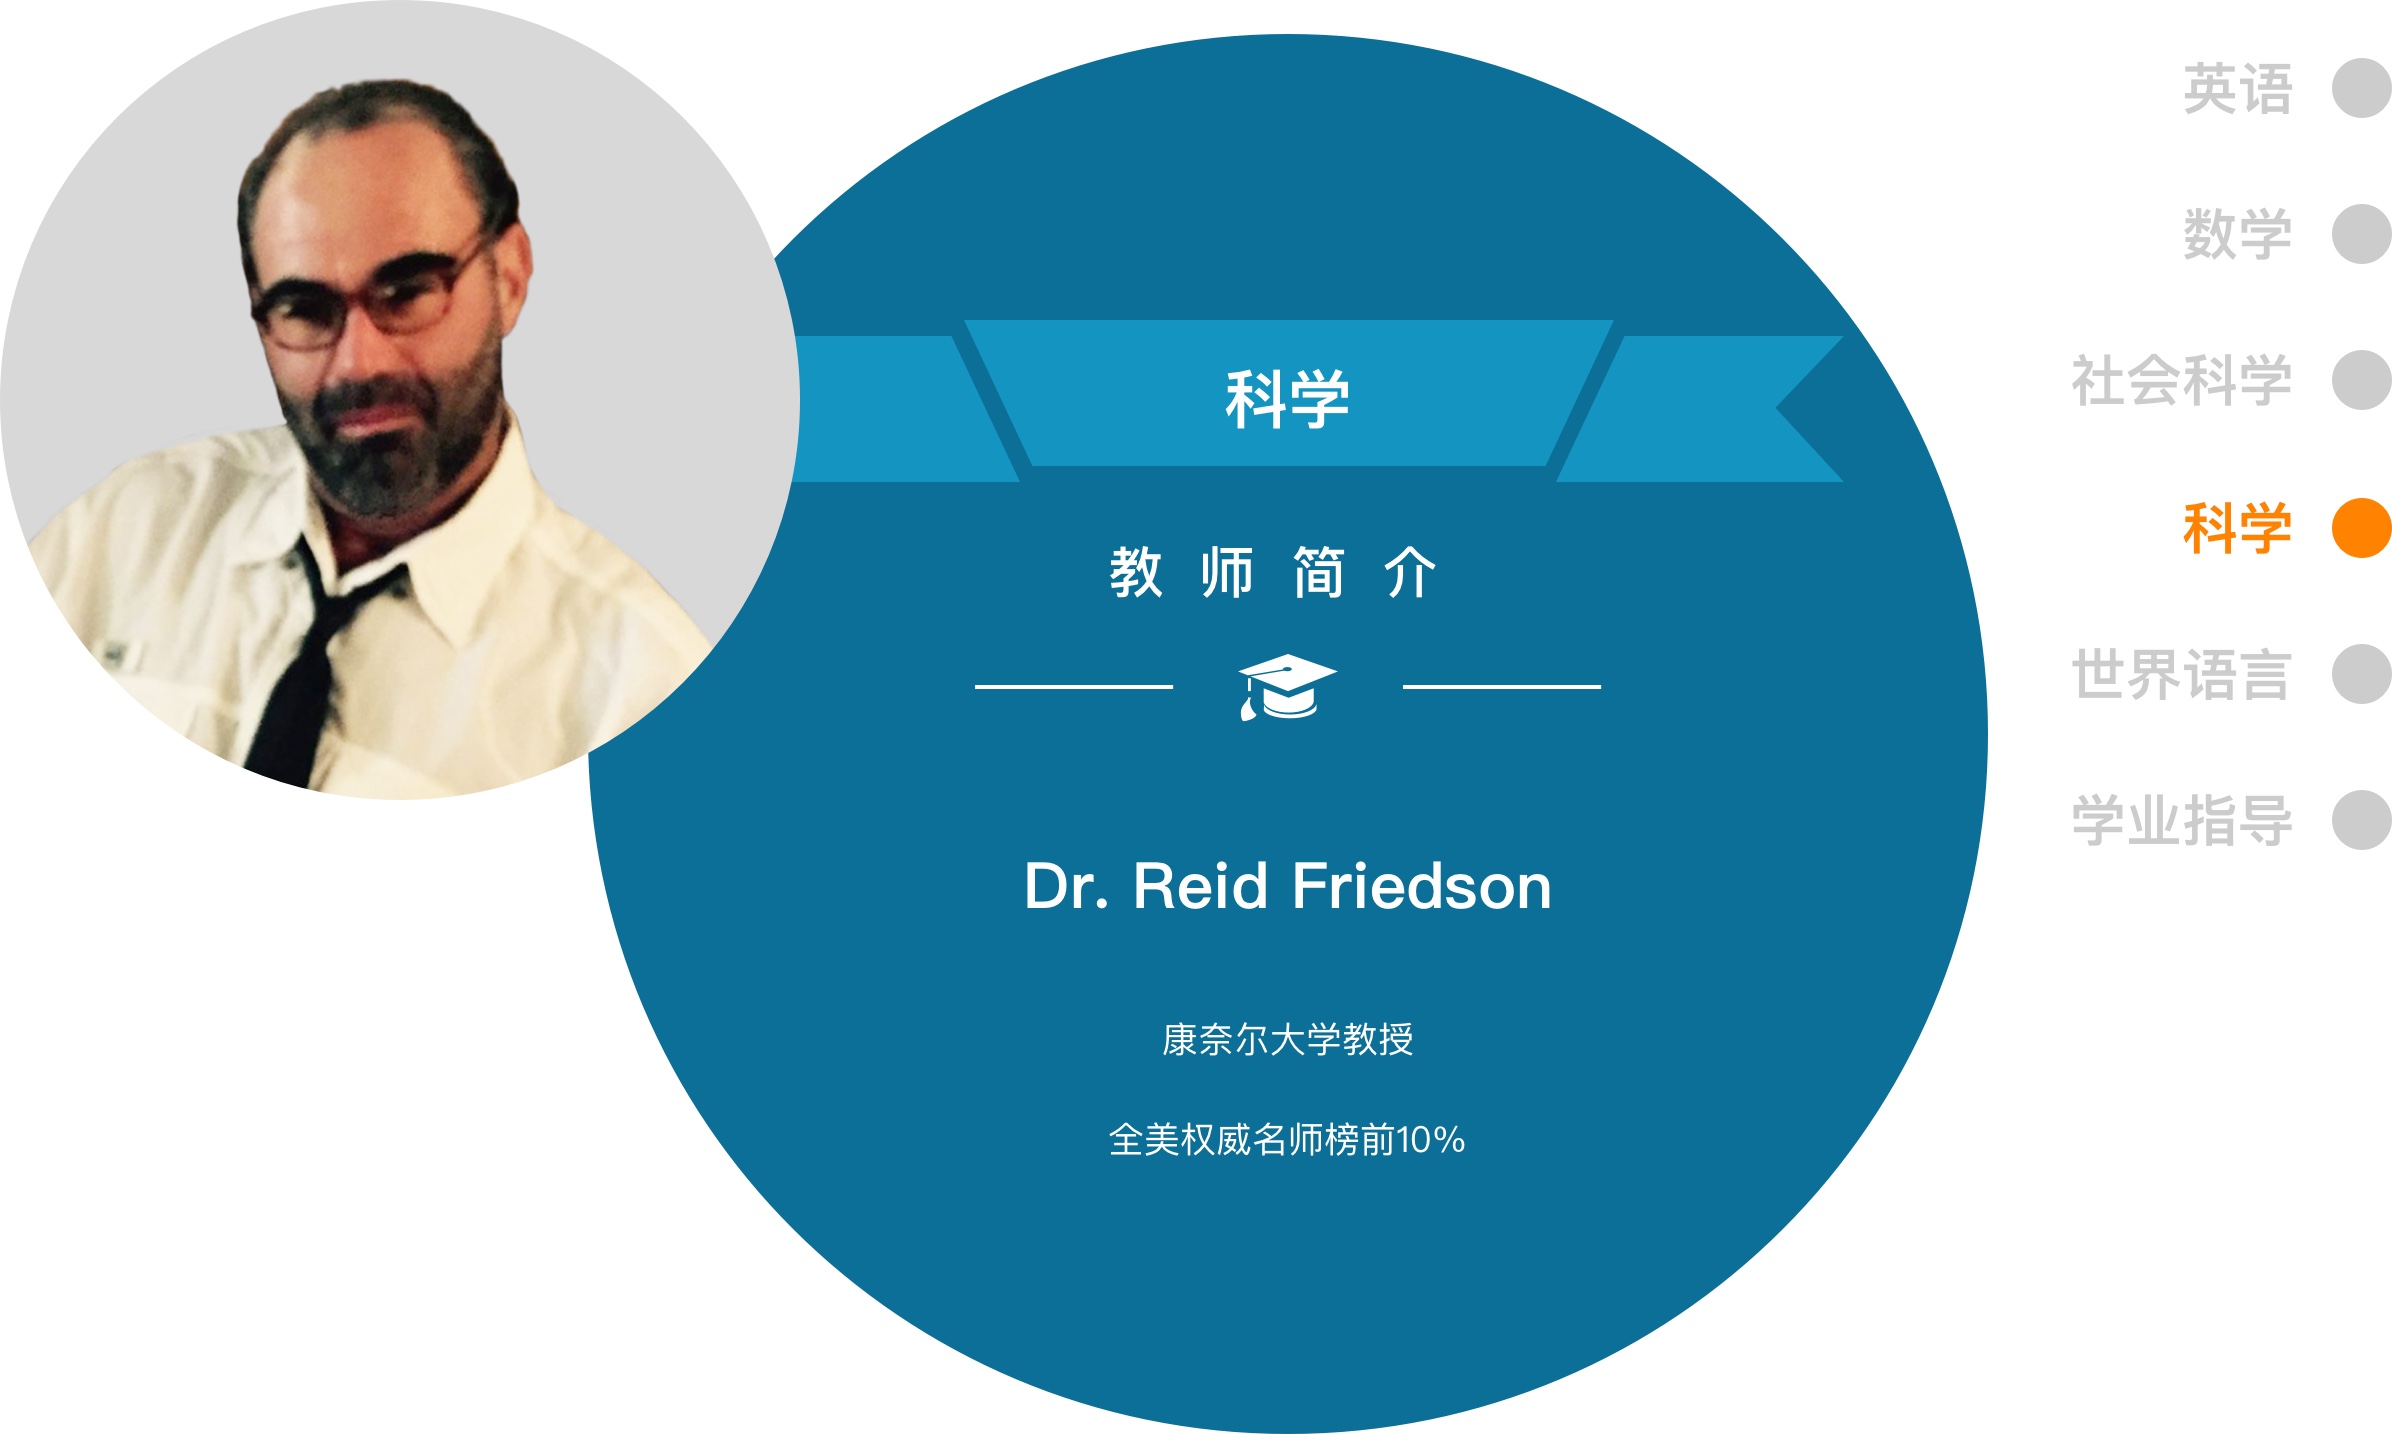 科学
教师简介
Dr. Reid Friedson
康奈尔大学教授
全美权威名师榜前10%
英语
数学
社会科学
科学
世界语言
学业指导